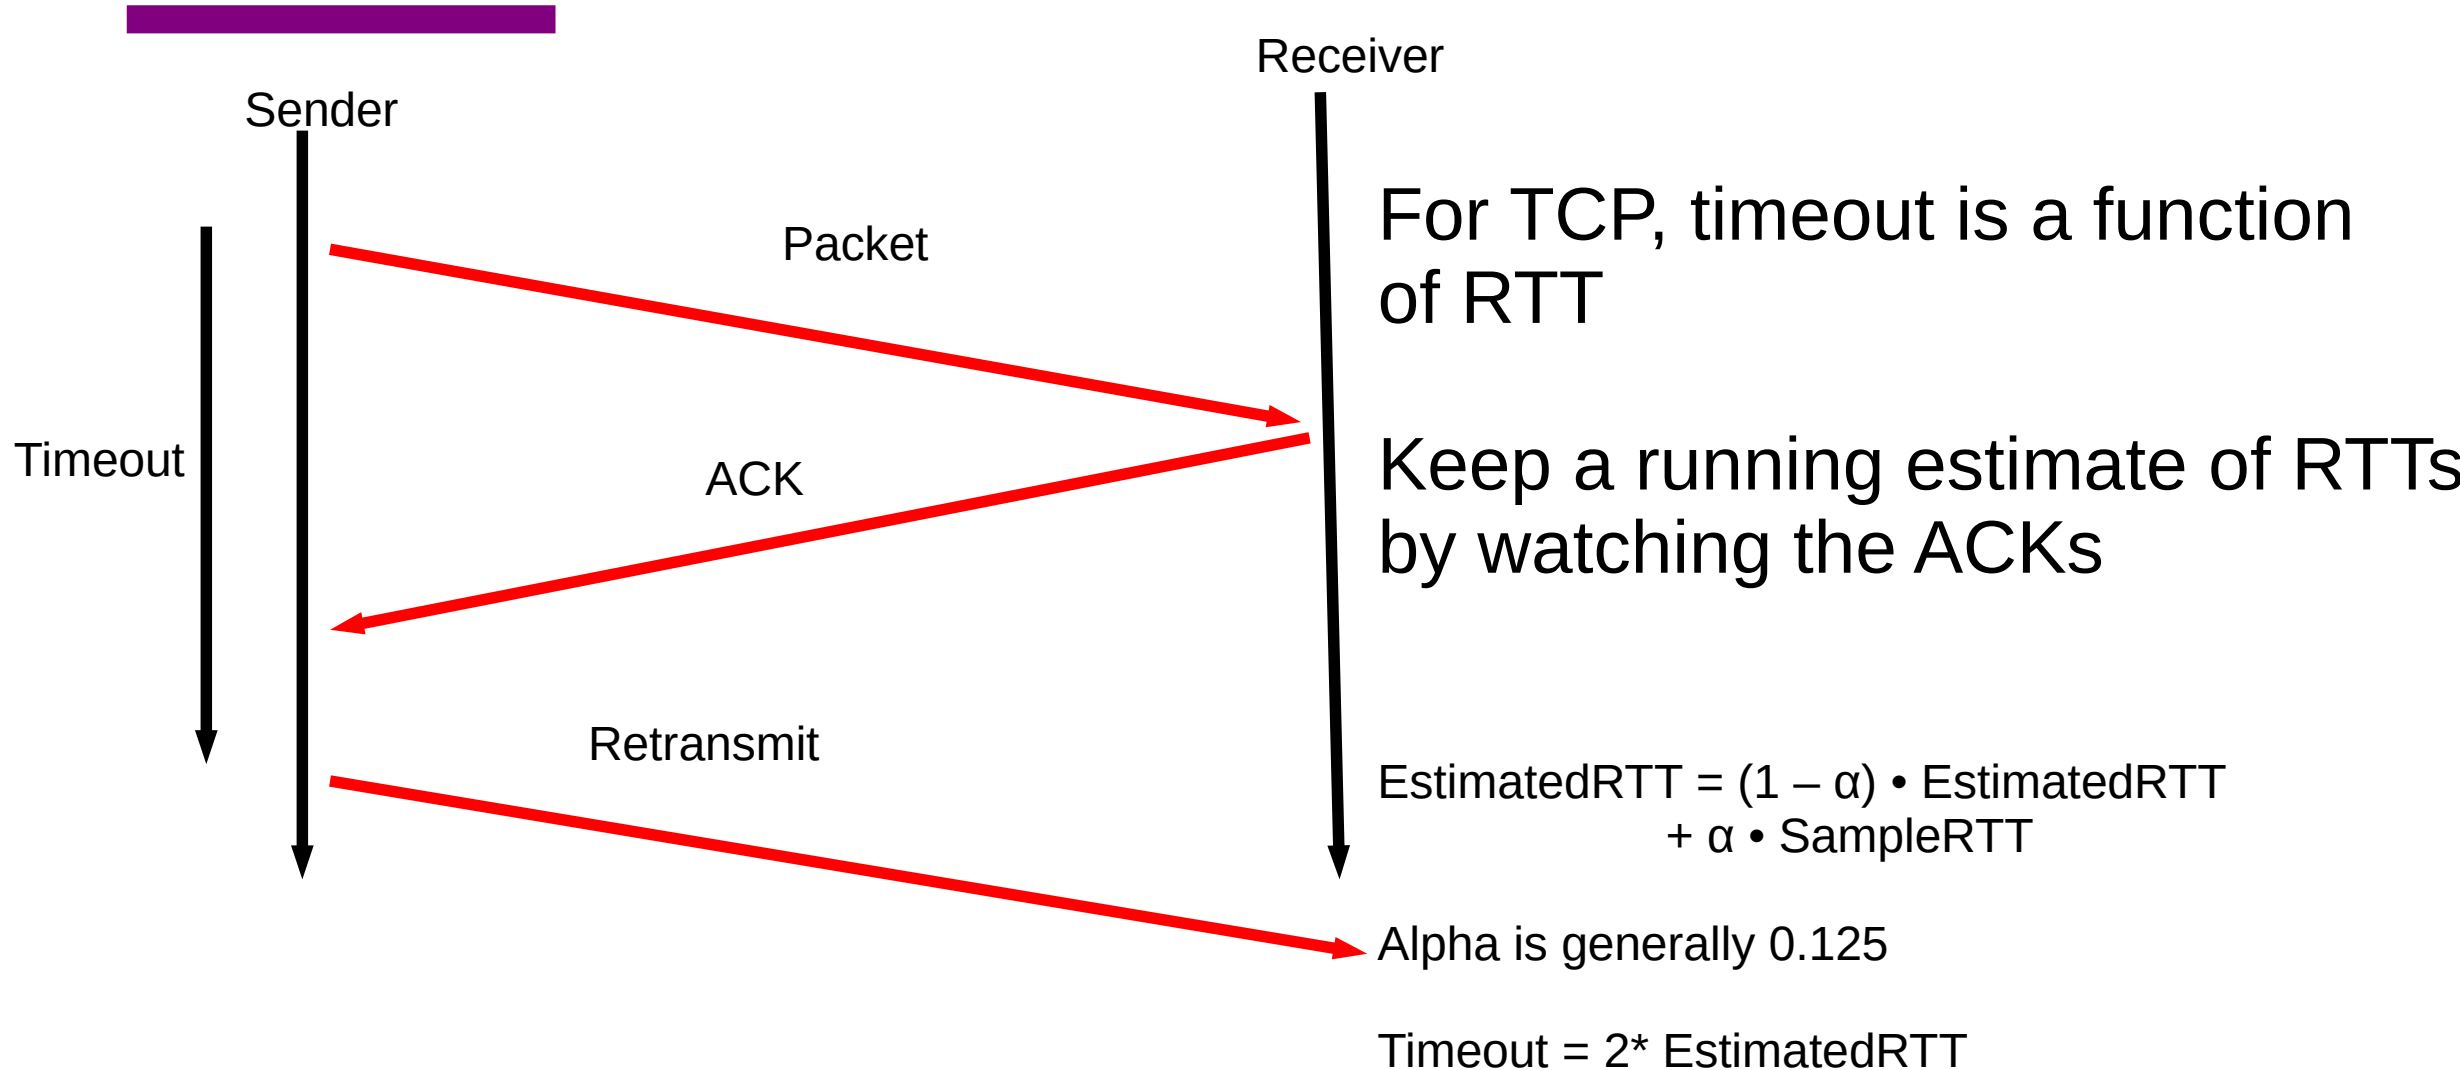 Receiver
Sender
Packet
For TCP, timeout is a function
of RTT
Timeout
ACK
Keep a running estimate of RTTs
by watching the ACKs
Retransmit
EstimatedRTT = (1 – α) • EstimatedRTT
+ α • SampleRTT
Alpha is generally 0.125
Timeout = 2* EstimatedRTT